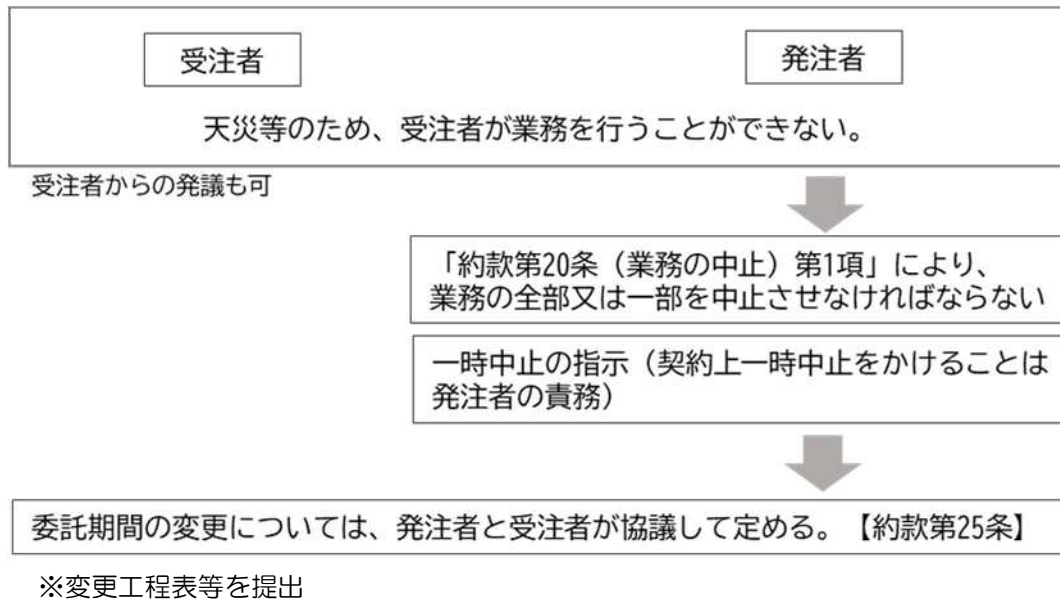 受注者
発注者
天災等のため、受注者が業務を行うことができない。
受注者からの発議も可
「約款第20条（業務の中止）第1項」により、
業務の全部又は一部を中止させなければならない
一時中止の指示（契約上一時中止をかけることは
発注者の責務）
委託期間の変更については、発注者と受注者が協議して定める。【約款第25条】
※変更工程表等を提出